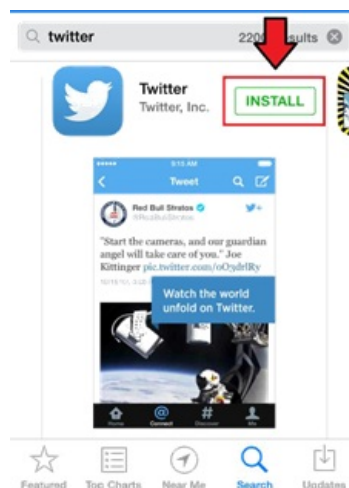 twitter
2200 results
Twitter
Twitter, Inc.
INSTALL
9:15 AM
Tweet
Red Bull Stratos
@RedBullStratos
"Start the cameras, and our guardian
angel will take care of you." Joe
Kittinger pic.twitter.com/oO3drlRy
Watch the world
unfold on Twitter.
Home
Connect
Discover
Me
Featured
Top Charts
Near Me
Search
Updates